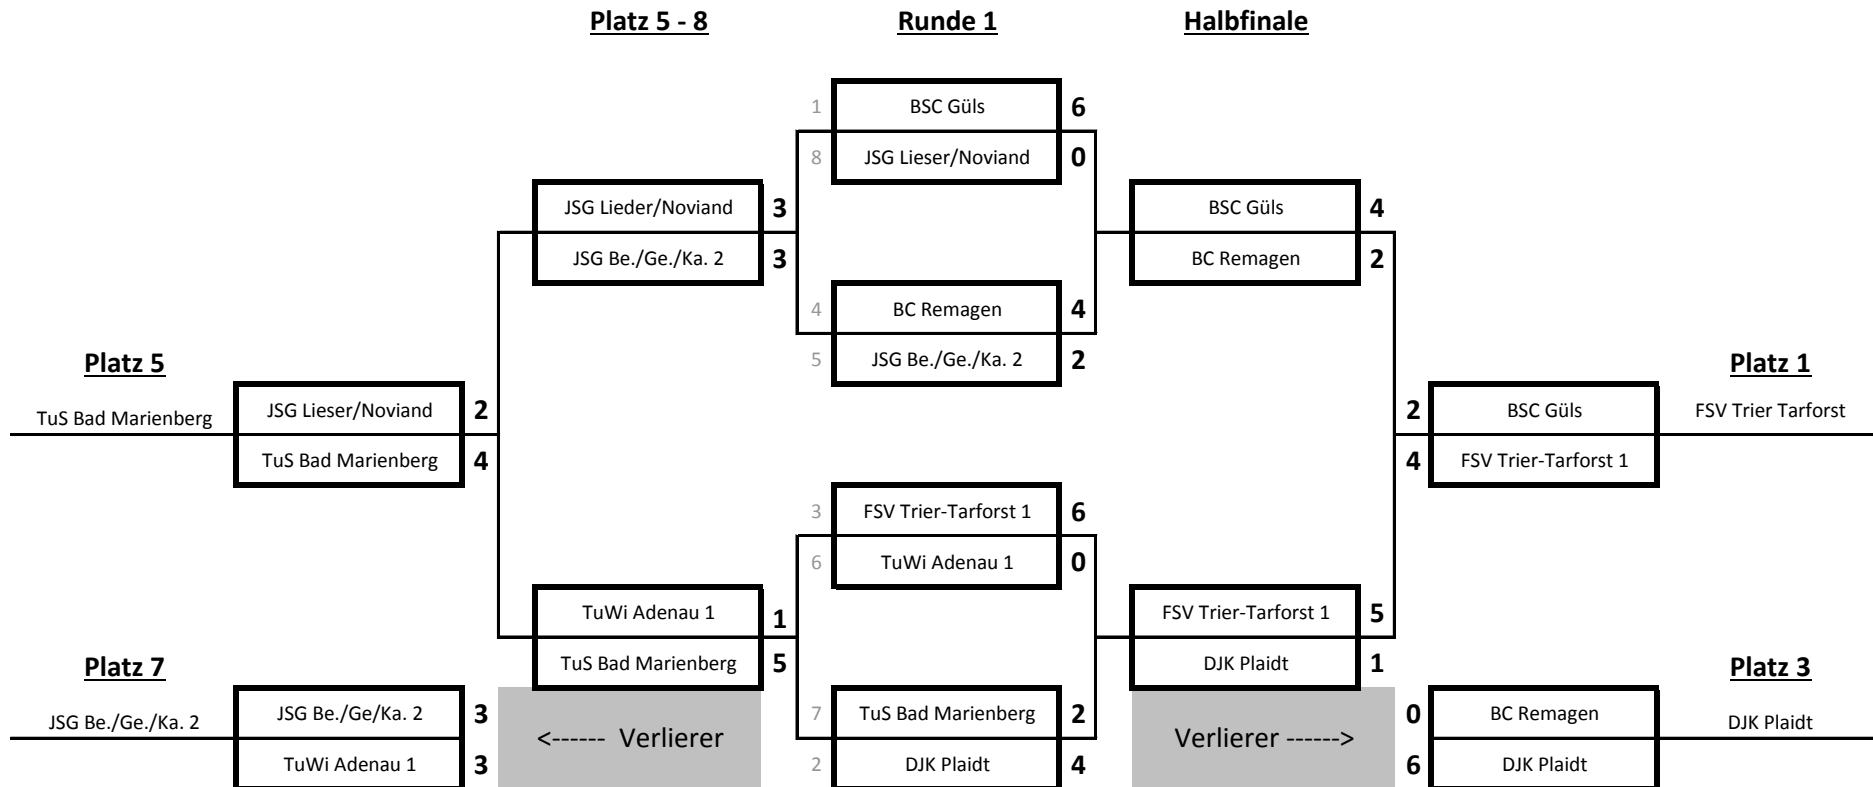 Platz 5 - 8 Runde 1 Halbfinale
1 BSC Güls 6
8 JSG Lieser/Noviand 0
JSG Lieder/Noviand 3 BSC Güls 4
JSG Be./Ge./Ka. 2 3 BC Remagen 2
4 BC Remagen 4
5 JSG Be./Ge./Ka. 2 2
Platz 5 Platz 1
TuS Bad Marienberg JSG Lieser/Noviand 2 2 BSC Güls FSV Trier Tarforst
TuS Bad Marienberg 4 4 FSV Trier-Tarforst 1
3 FSV Trier-Tarforst 1 6
6 TuWi Adenau 1 0
TuWi Adenau 1 1 FSV Trier-Tarforst 1 5
Platz 7 TuS Bad Marienberg 5 DJK Plaidt 1 Platz 3
JSG Be./Ge./Ka. 2 JSG Be./Ge/Ka. 2 3 7 TuS Bad Marienberg 2 0 BC Remagen DJK Plaidt
<------ Verlierer Verlierer ------>
TuWi Adenau 1 3 2 DJK Plaidt 4 6 DJK Plaidt